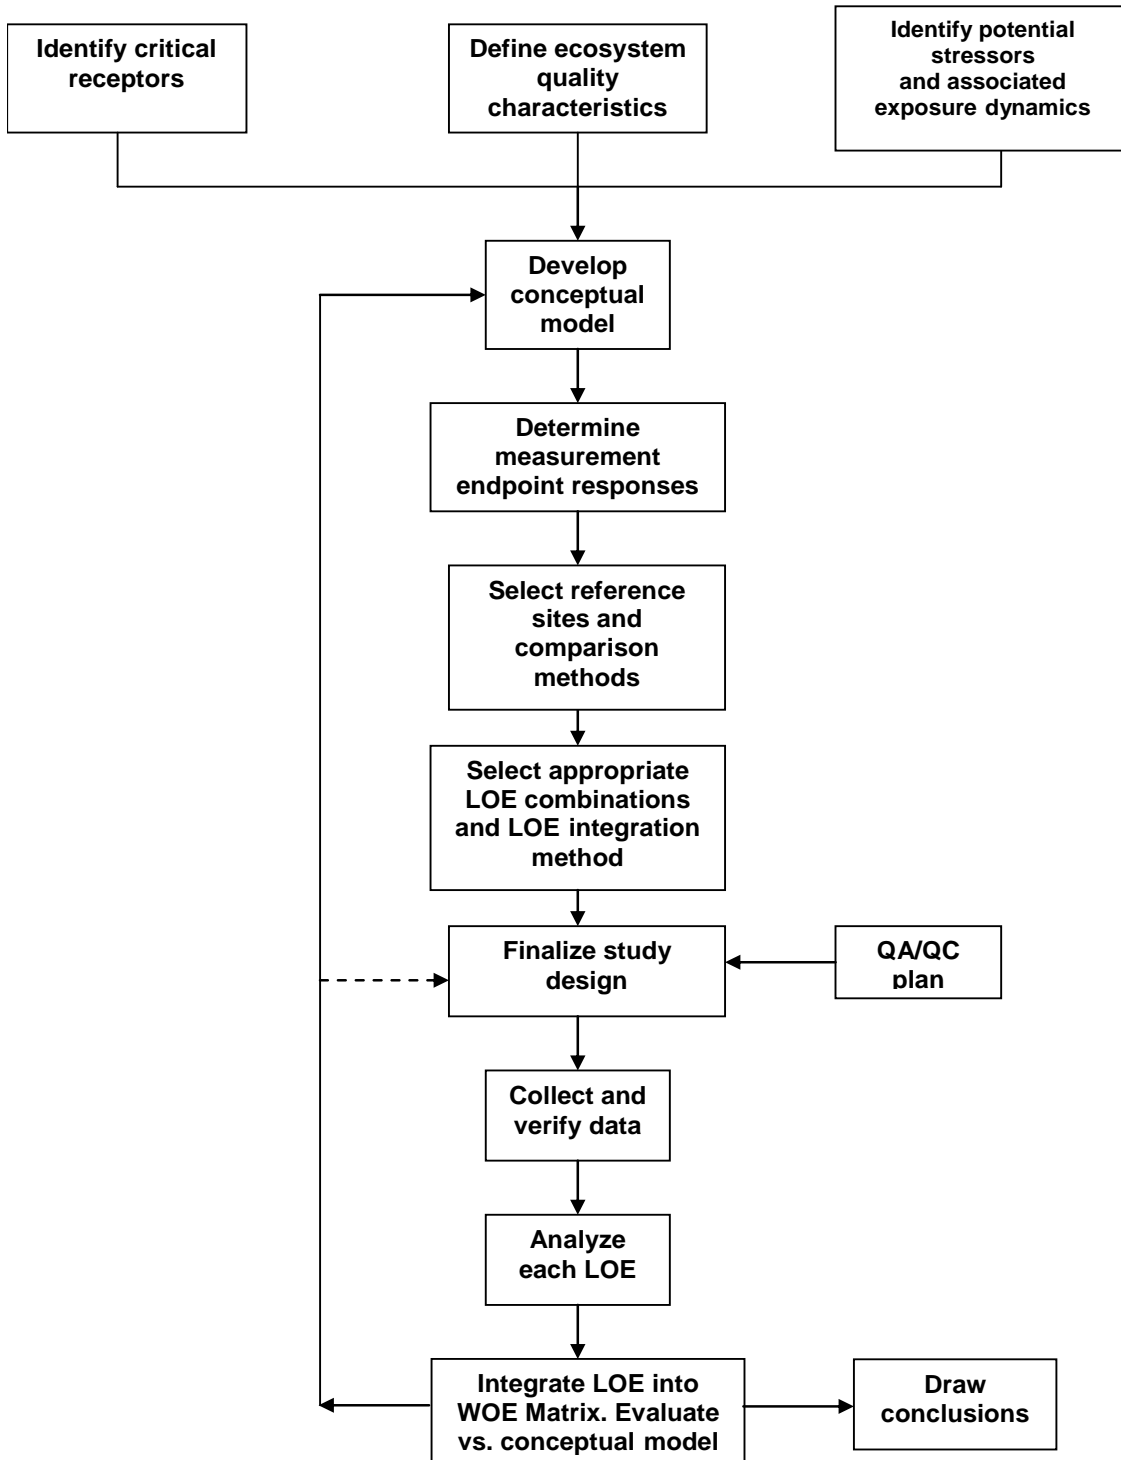 Identify critical
receptors
Define ecosystem
quality
characteristics
Identify potential
stressors
and associated
exposure dynamics
Develop
conceptual
model
Determine
measurement
endpoint responses
Select reference
sites and
comparison
methods
Select appropriate
LOE combinations
and LOE integration
method
Finalize study
design
QA/QC
plan
Collect and
verify data
Analyze
each LOE
Integrate LOE into
WOE Matrix. Evaluate
vs. conceptual model
Draw
conclusions